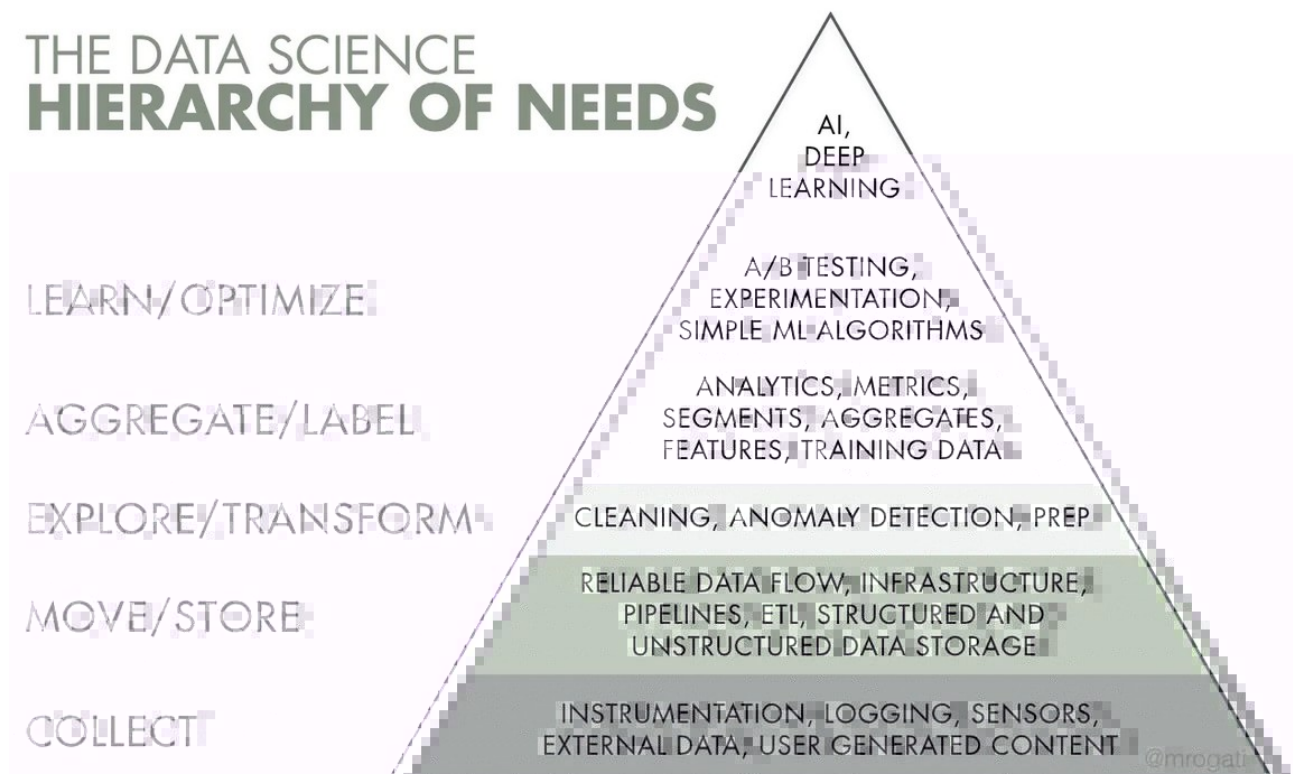 THE DATA SCIENCE
HIERARCHY OF NEEDS
AI,
DEEP
LEARNING
LEARN/OPTIMIZE
A/B TESTING,
EXPERIMENTATION,
SIMPLE ML ALGORITHMS
AGGREGATE/LABEL
ANALYTICS, METRICS,
SEGMENTS, AGGREGATES,
FEATURES, TRAINING DATA
EXPLORE/TRANSFORM
CLEANING, ANOMALY DETECTION, PREP
MOVE/STORE
RELIABLE DATA FLOW, INFRASTRUCTURE,
PIPELINES, ETL, STRUCTURED AND
UNSTRUCTURED DATA STORAGE
COLLECT
INSTRUMENTATION, LOGGING, SENSORS,
EXTERNAL DATA, USER GENERATED CONTENT
@mrogati